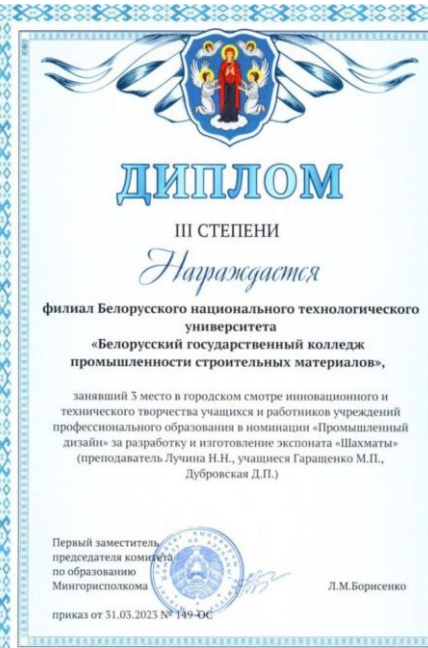 ДИПЛОМ
III СТЕПЕНИ
Награждается
филиал Белорусского национального технологического
университета
«Белорусский государственный колледж
промышленности строительных материалов»,
занявший 3 место в городском смотре инновационного и
технического творчества учащихся и работников учреждений
профессионального образования в номинации «Промышленный
дизайн» за разработку и изготовление экспоната «Шахматы»
(преподаватель Лучина Н.Н., учащиеся Гаращенко М.П.,
Дубровская Д.П.)
Первый заместитель
председателя комитета
по образованию
Мингорисполкома
Л.М.Борисенко
приказ от 31.03.2023 № 149-ОС